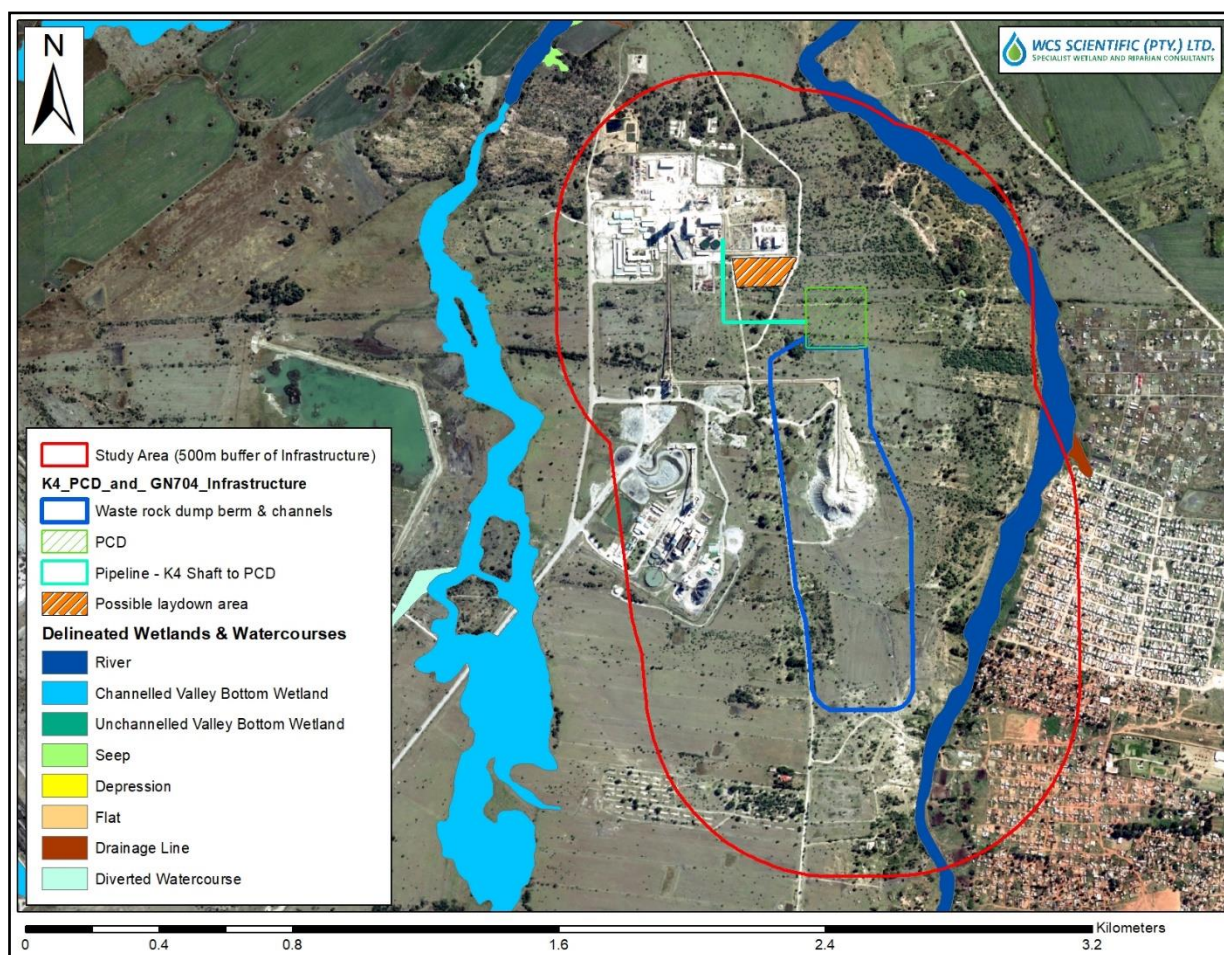 N
WCS SCIENTIFIC (PTY.) LTD.
SPECIALIST WETLAND AND RIPARIAN CONSULTANTS
Study Area (500m buffer of Infrastructure)
K4_PCD_and_ GN704_Infrastructure
Waste rock dump berm & channels
PCD
Pipeline - K4 Shaft to PCD
Possible laydown area
Delineated Wetlands & Watercourses
River
Channelled Valley Bottom Wetland
Unchannelled Valley Bottom Wetland
Seep
Depression
Flat
Drainage Line
Diverted Watercourse
Kilometers
0 0.4 0.8 1.6 2.4 3.2